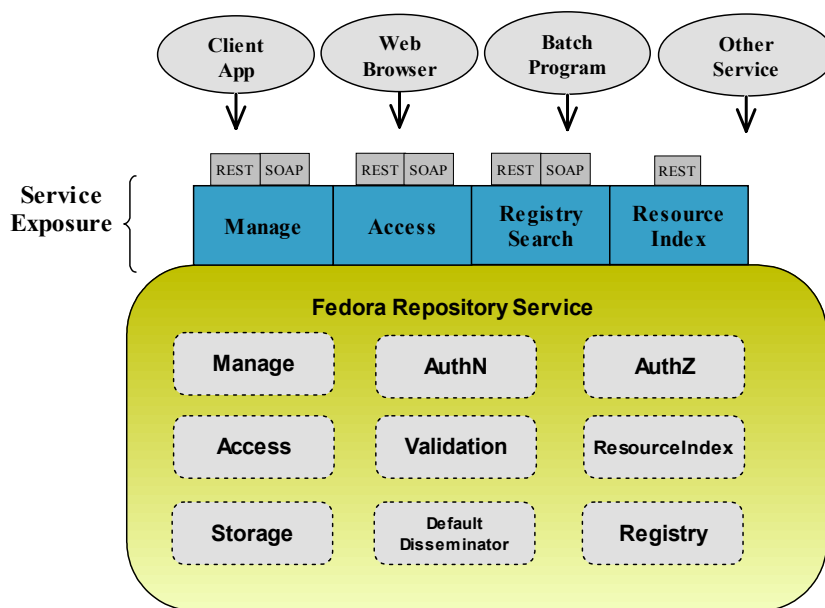 Client
App
Web
Browser
Batch
Program
Other
Service
REST SOAP REST SOAP REST SOAP REST
Service
Exposure
Manage
Access
Registry
Search
Resource
Index
Fedora Repository Service
Manage
AuthN
AuthZ
Access
Validation
ResourceIndex
Storage
Default
Disseminator
Registry